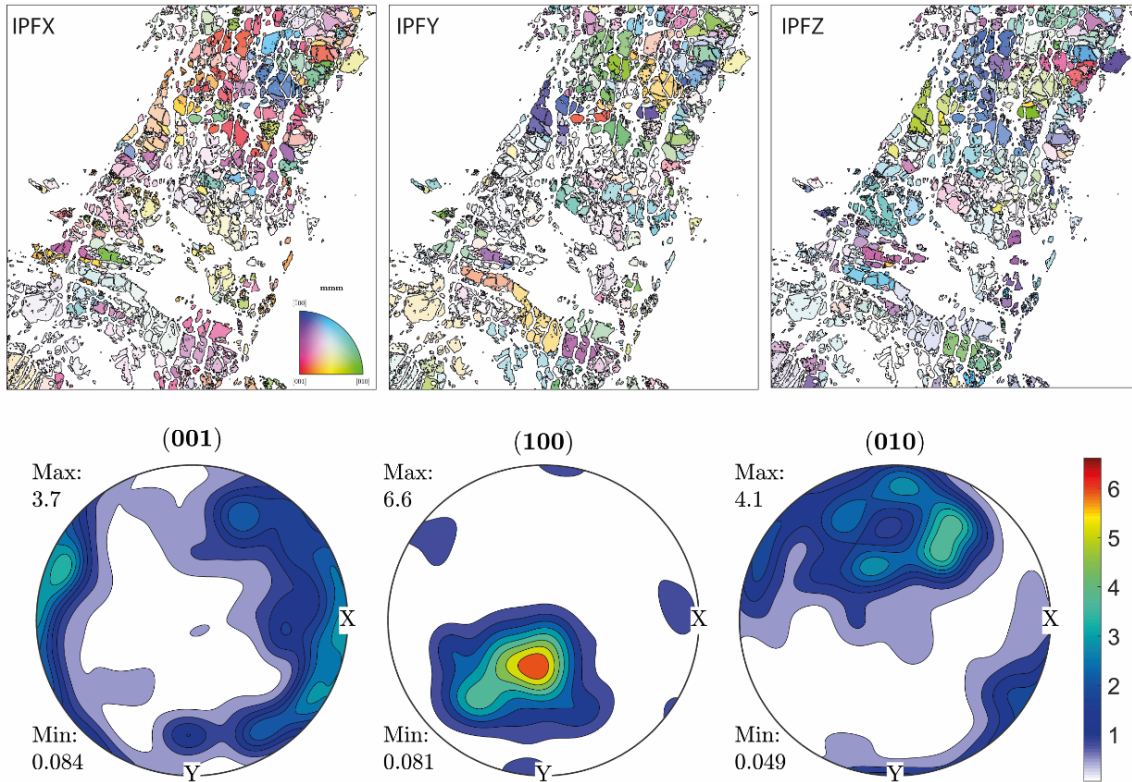 IPFX
IPFY
IPFZ
mmm
[100]
[001]
[010]
(001)
(100)
(010)
Max:
3.7
Max:
6.6
Max:
4.1
6
5
4
3
2
1
X
X
X
Min:
0.084
Min:
0.081
Min:
0.049
Y
Y
Y